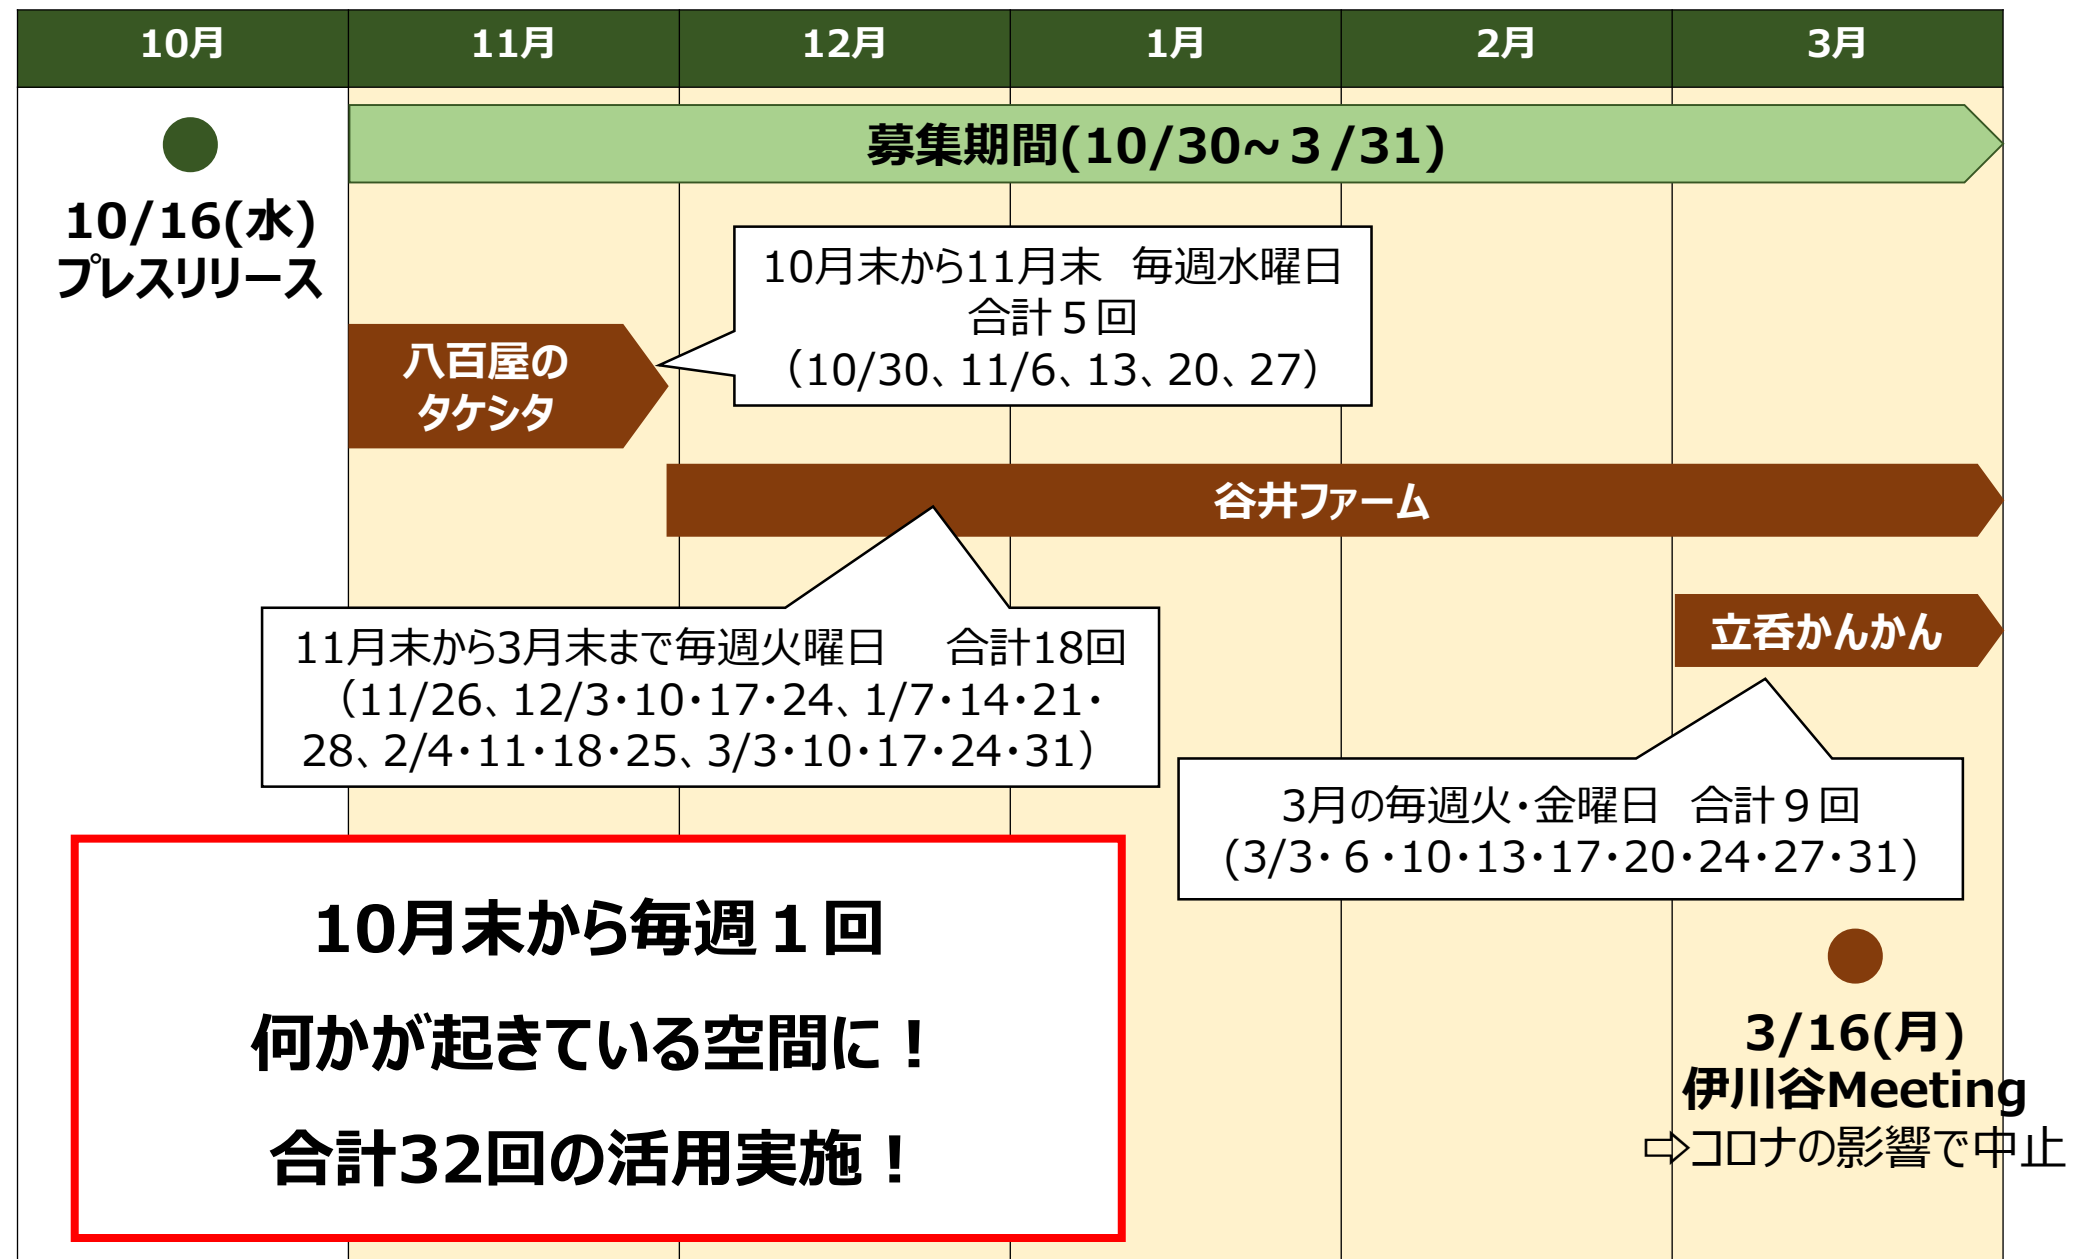 10月 11月 12月 1月 2月 3月
募集期間(10/30~３/31)
10/16(水)
プレスリリース
10月末から11月末　毎週水曜日
合計５回
（10/30、11/6、13、20、27）
八百屋の
タケシタ
谷井ファーム
11月末から3月末まで毎週火曜日　 合計18回
（11/26、12/3・10・17・24、1/7・14・21・
28、2/4・11・18・25、3/3・10・17・24・31）
立呑かんかん
3月の毎週火・金曜日　合計９回
(3/3・６・10・13・17・20・24・27・31)
10月末から毎週１回
何かが起きている空間に！
合計32回の活用実施！
3/16(月)
伊川谷Meeting
⇨コロナの影響で中止